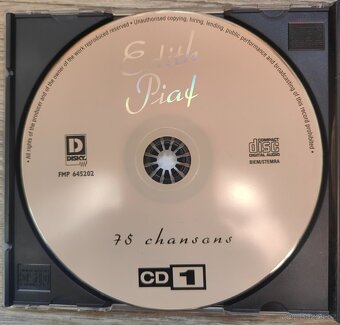 • All rights of the producer and of the owner of the work reproduced reserved • Unauthorised copying, hiring, lending, public performance and broadcasting of this record prohibited •
Edith
Piaf
D
DISKY
FMP 645202
COMPACT
disc
DIGITAL AUDIO
BIEM/STEMRA
75 chansons
CD 1